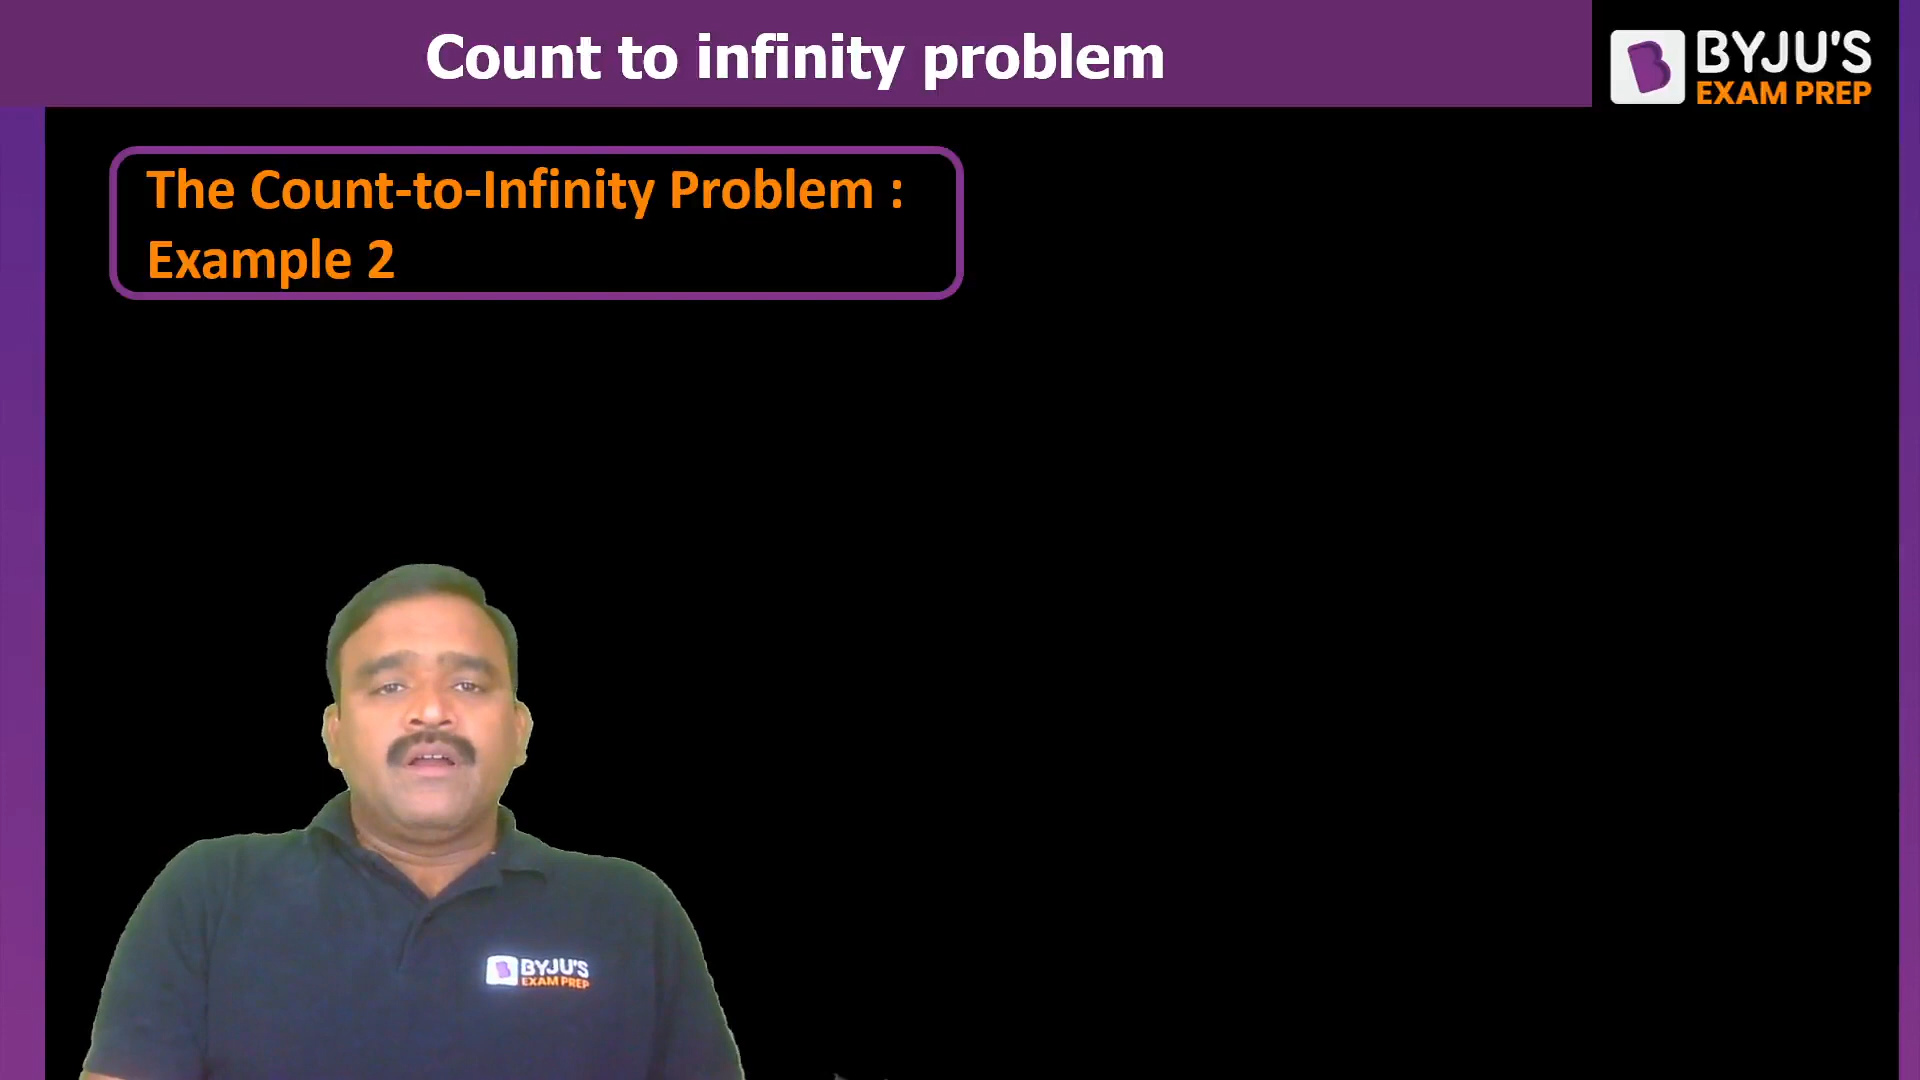 Count to infinity problem
BYJU'S
EXAM PREP
The Count-to-Infinity Problem :
Example 2
BYJU'S
EXAM PREP